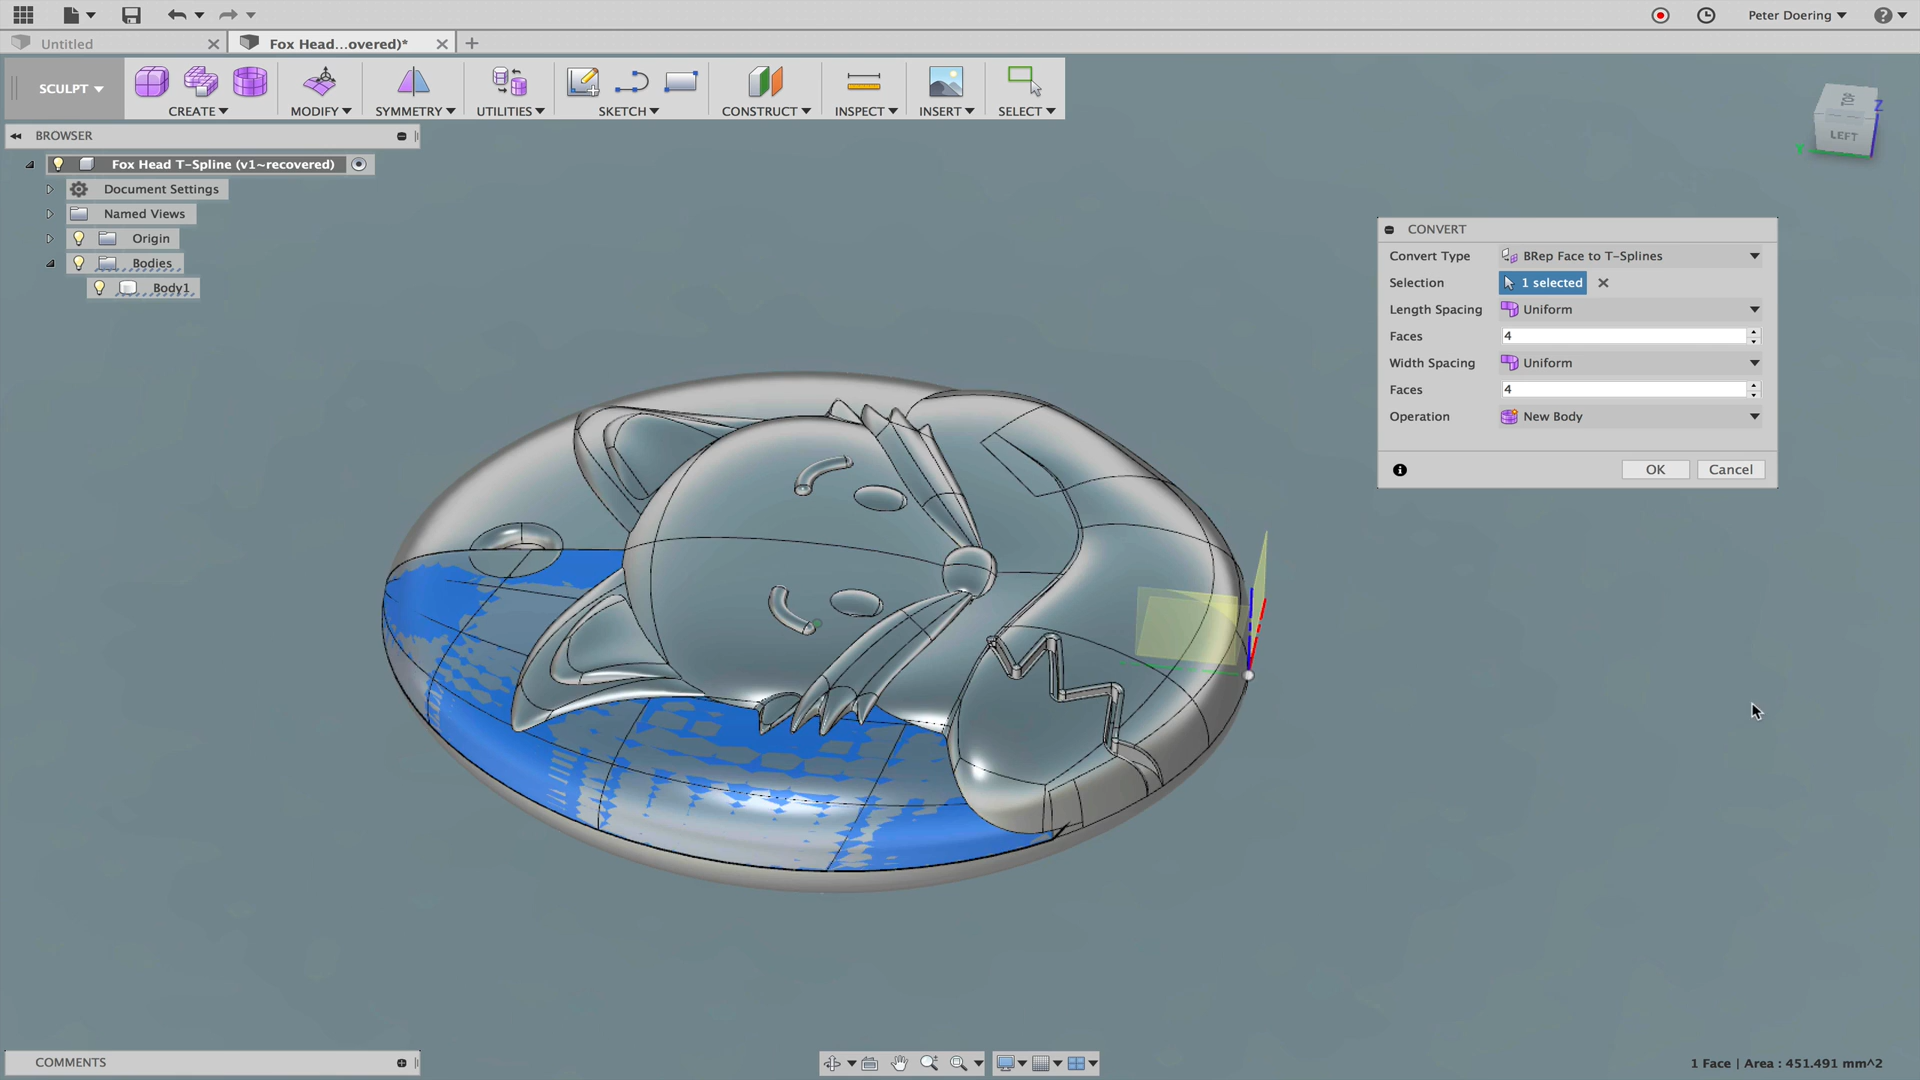 Peter Doering
Untitled
Fox Head...overed)*
SCULPT
CREATE
MODIFY
SYMMETRY
UTILITIES
SKETCH
CONSTRUCT
INSPECT
INSERT
SELECT
BROWSER
Fox Head T-Spline (v1~recovered)
Document Settings
Named Views
Origin
Bodies
Body1
TOP
LEFT
Z
Y
CONVERT
Convert Type BRep Face to T-Splines
Selection 1 selected
Length Spacing Uniform
Faces 4
Width Spacing Uniform
Faces 4
Operation New Body
OK Cancel
COMMENTS
1 Face | Area : 451.491 mm^2